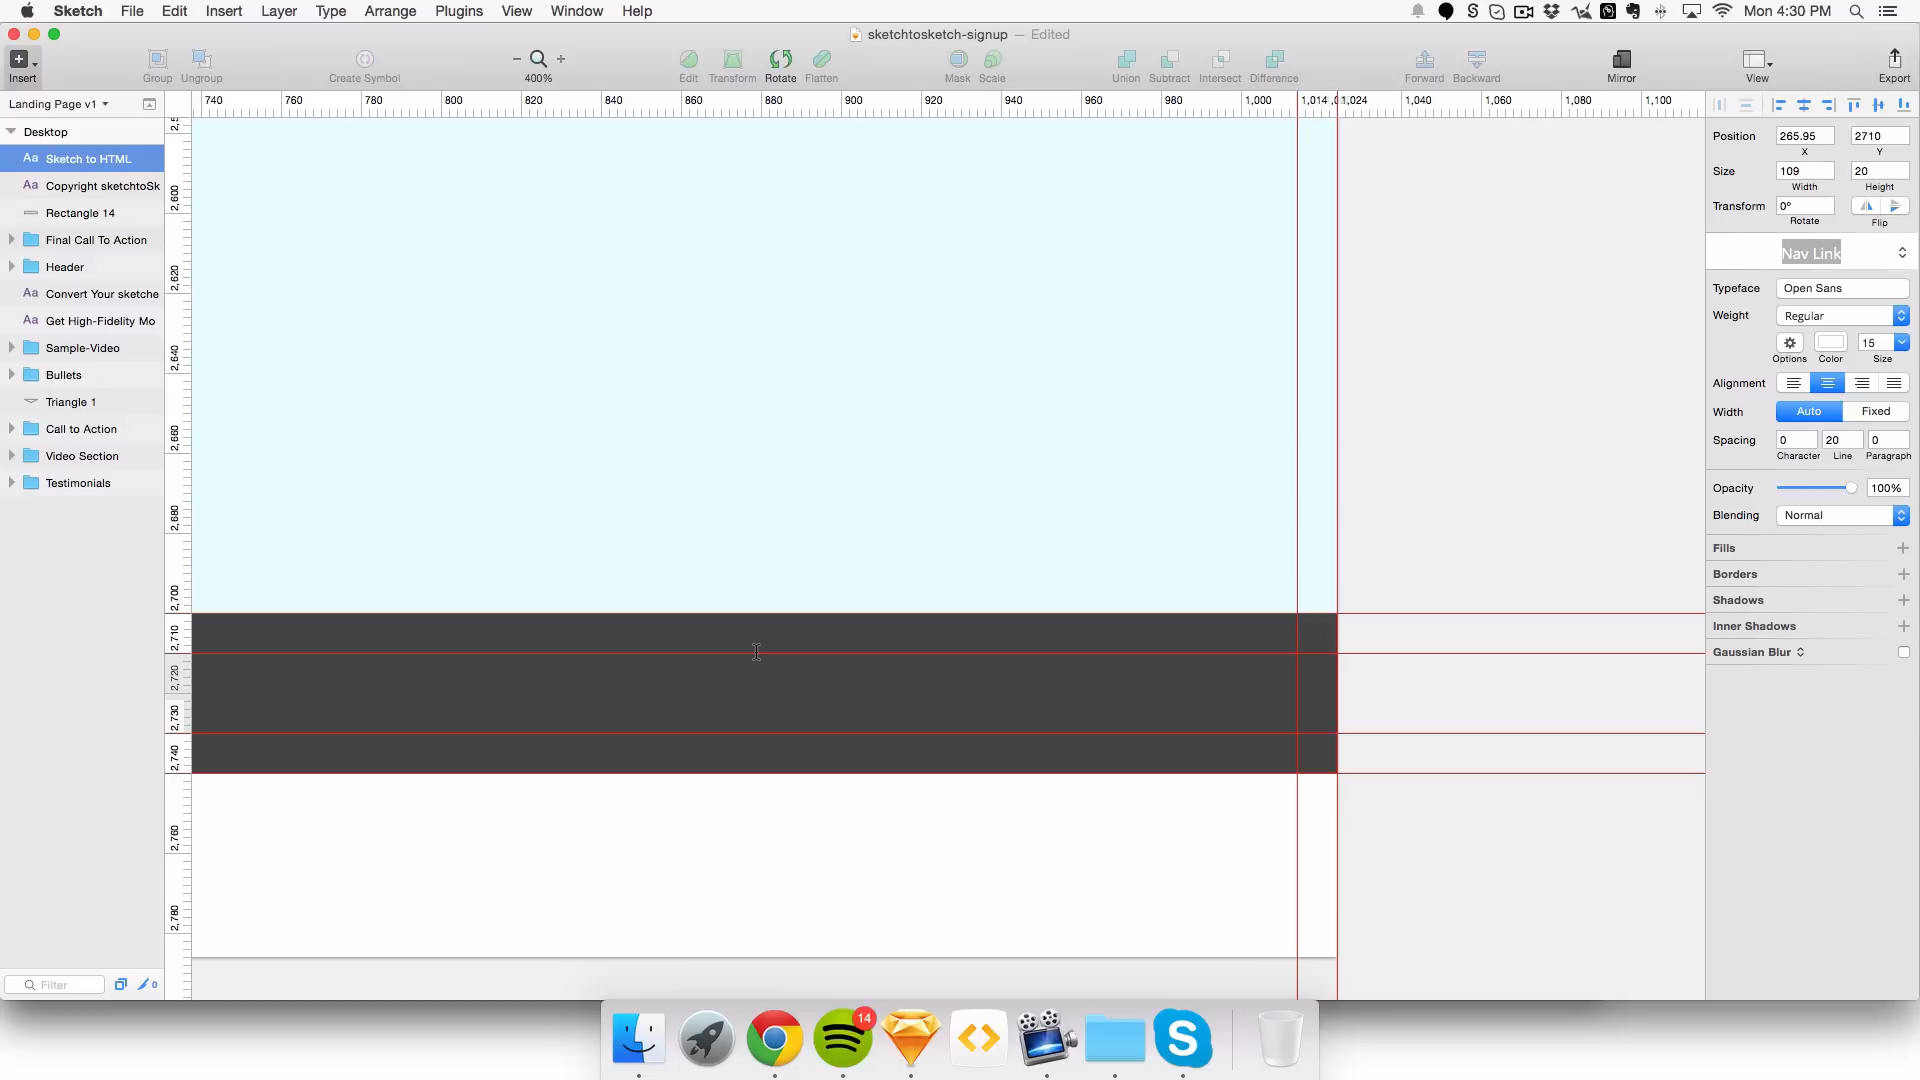 Sketch File Edit Insert Layer Type Arrange Plugins View Window Help Mon 4:30 PM
sketchtosketch-signup — Edited
Insert Group Ungroup Create Symbol 400% Edit Transform Rotate Flatten Mask Scale Union Subtract Intersect Difference Forward Backward Mirror View Export
Landing Page v1
740 760 780 800 820 840 860 880 900 920 940 960 980 1,000 1,014 1,024 1,040 1,060 1,080 1,100
Desktop
Sketch to HTML
Copyright sketchtoSk
Rectangle 14
Final Call To Action
Header
Convert Your sketche
Get High-Fidelity Mo
Sample-Video
Bullets
Triangle 1
Call to Action
Video Section
Testimonials
Filter
0
2,600
2,620
2,640
2,660
2,680
2,700
2,710
2,720
2,730
2,740
2,760
2,780
Position 265.95 2710
X Y
Size 109 20
Width Height
Transform 0°
Rotate Flip
Nav Link
Typeface Open Sans
Weight Regular
15
Options Color Size
Alignment
Width Auto Fixed
Spacing 0 20 0
Character Line Paragraph
Opacity 100%
Blending Normal
Fills
Borders
Shadows
Inner Shadows
Gaussian Blur
14